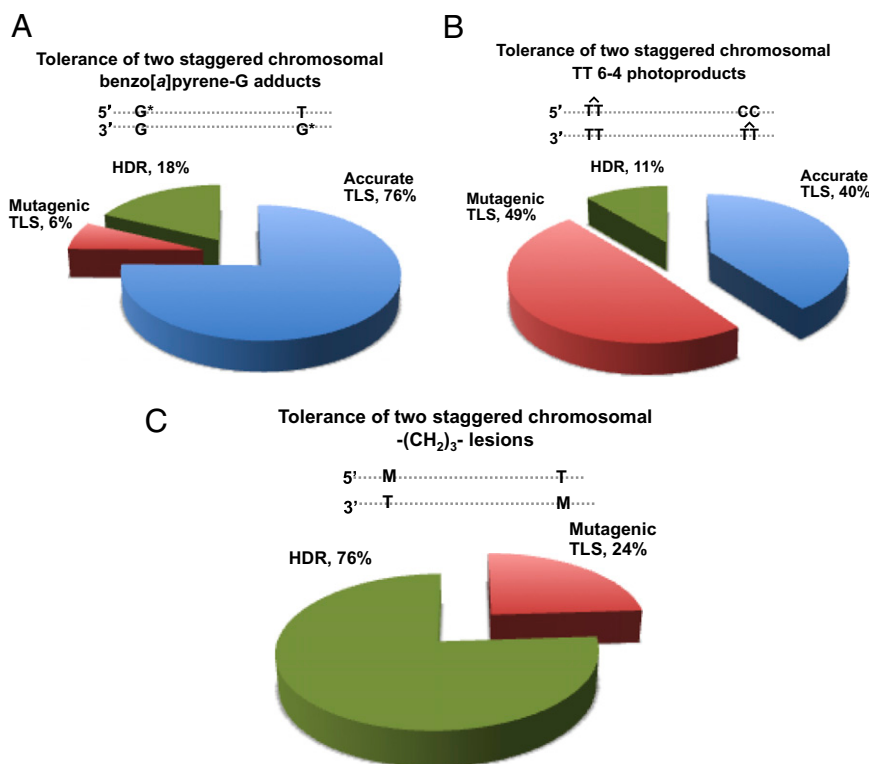 A
Tolerance of two staggered chromosomal
benzo[a]pyrene-G adducts
5′ G* T
3′ G G*
HDR, 18%
Mutagenic
TLS, 6%
Accurate
TLS, 76%
B
Tolerance of two staggered chromosomal
TT 6-4 photoproducts
5′ T̂T CC
3′ TT T̂T
HDR, 11%
Mutagenic
TLS, 49%
Accurate
TLS, 40%
C
Tolerance of two staggered chromosomal
-(CH₂)₃- lesions
5′ M T
3′ T M
HDR, 76%
Mutagenic
TLS, 24%